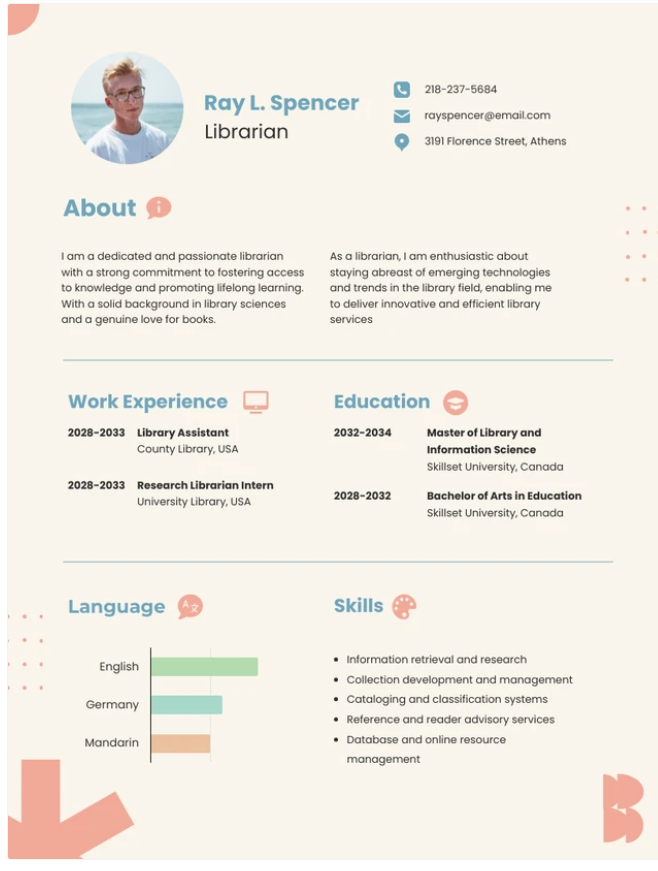 Ray L. Spencer
Librarian
218-237-5684
rayspencer@email.com
3191 Florence Street, Athens
About
I am a dedicated and passionate librarian
with a strong commitment to fostering access
to knowledge and promoting lifelong learning.
With a solid background in library sciences
and a genuine love for books.
As a librarian, I am enthusiastic about
staying abreast of emerging technologies
and trends in the library field, enabling me
to deliver innovative and efficient library
services
Work Experience
2028-2033 Library Assistant
County Library, USA
2028-2033 Research Librarian Intern
University Library, USA
Education
2032-2034 Master of Library and
Information Science
Skillset University, Canada
2028-2032 Bachelor of Arts in Education
Skillset University, Canada
Language
English
Germany
Mandarin
Skills
• Information retrieval and research
• Collection development and management
• Cataloging and classification systems
• Reference and reader advisory services
• Database and online resource
management